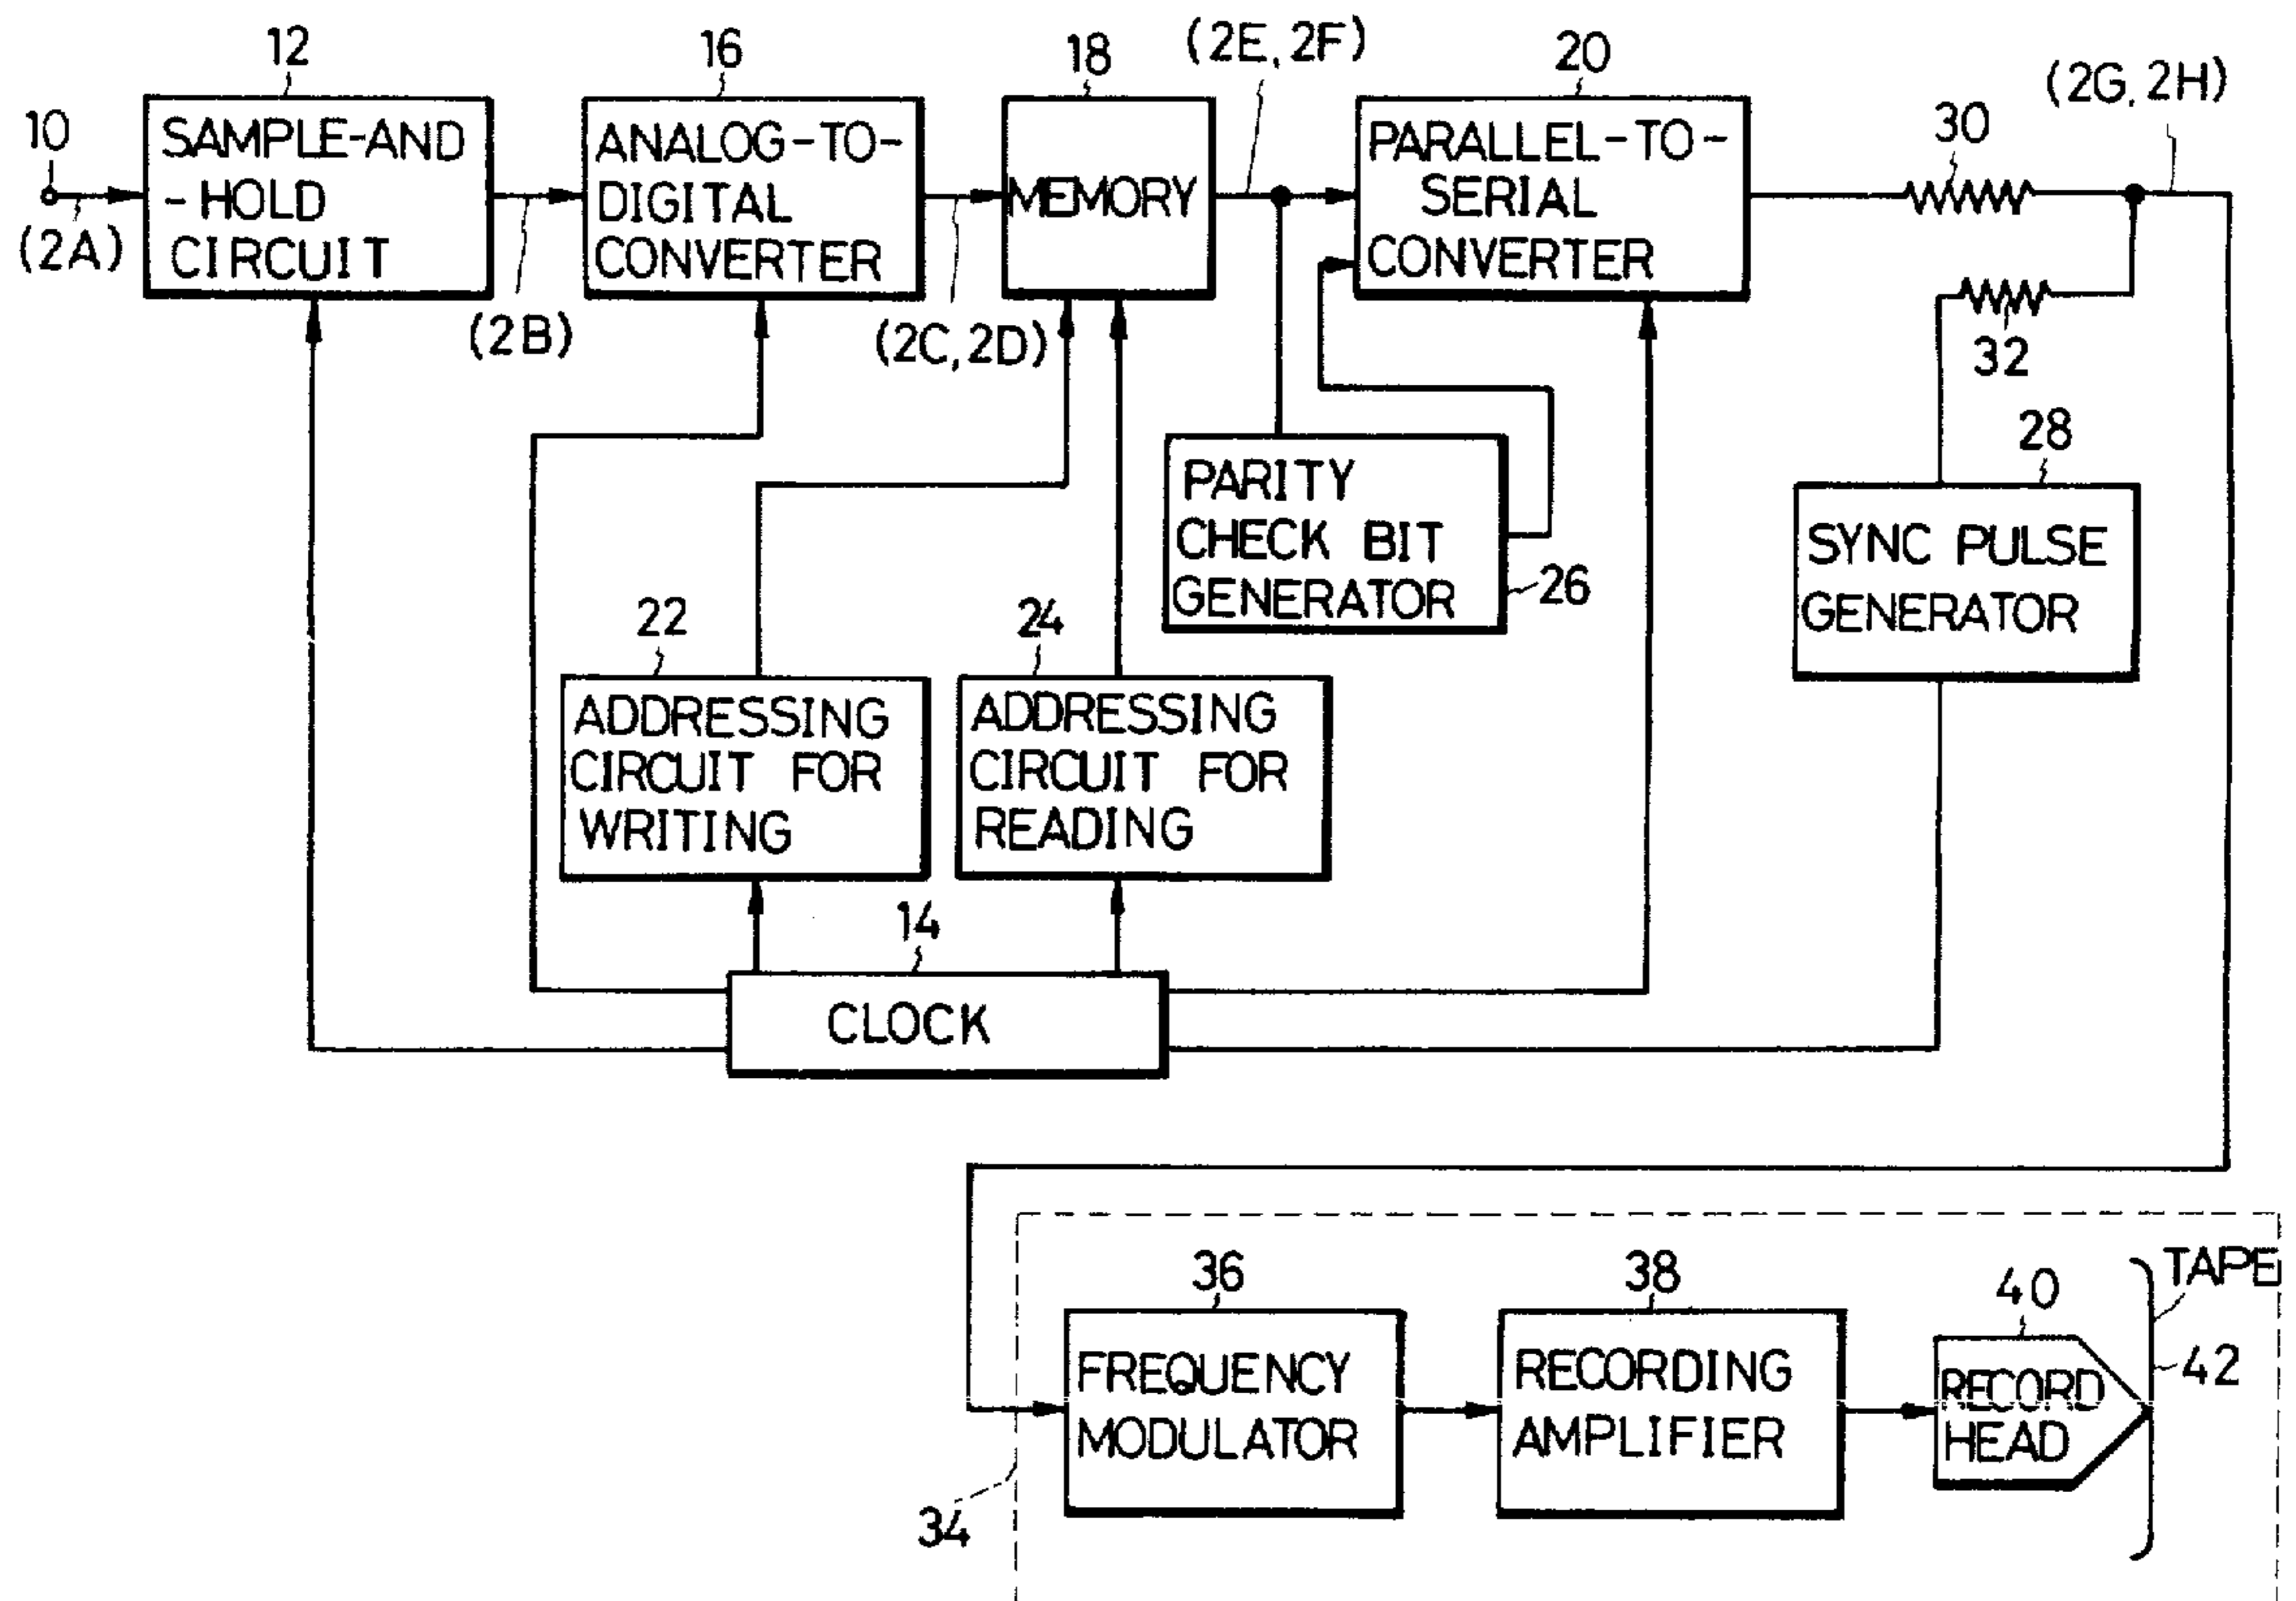 12
16
18
(2E, 2F)
20
(2G, 2H)
10
SAMPLE-AND
-HOLD
CIRCUIT
ANALOG-TO-
DIGITAL
CONVERTER
MEMORY
PARALLEL-TO-
SERIAL
CONVERTER
30
(2A)
(2B)
(2C, 2D)
32
28
PARITY
CHECK BIT
GENERATOR
26
SYNC PULSE
GENERATOR
22
24
ADDRESSING
CIRCUIT FOR
WRITING
ADDRESSING
CIRCUIT FOR
READING
14
CLOCK
36
38
40
TAPE
42
FREQUENCY
MODULATOR
RECORDING
AMPLIFIER
RECORD
HEAD
34